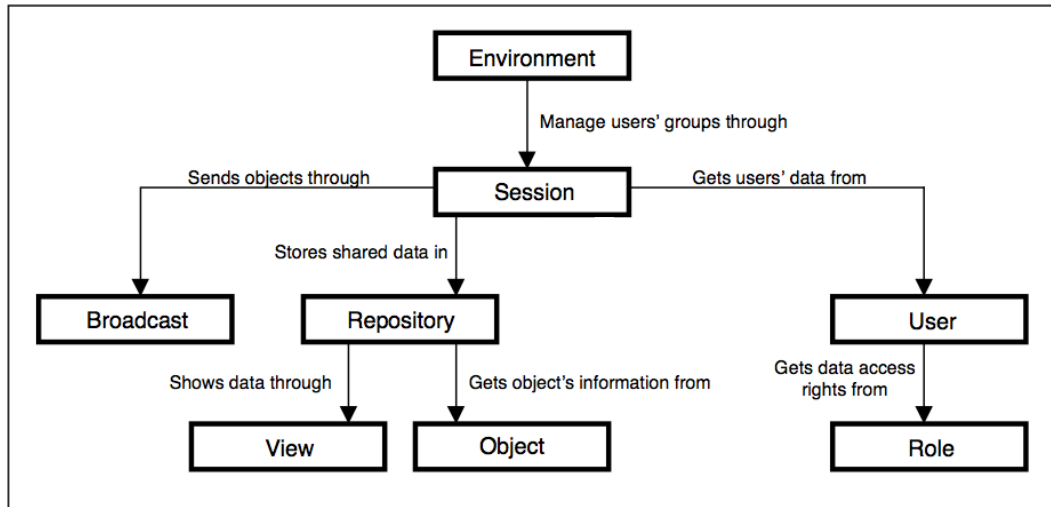 Environment
Manage users' groups through
Sends objects through
Session
Gets users' data from
Stores shared data in
Broadcast
Repository
User
Shows data through
Gets object's information from
Gets data access
rights from
View
Object
Role